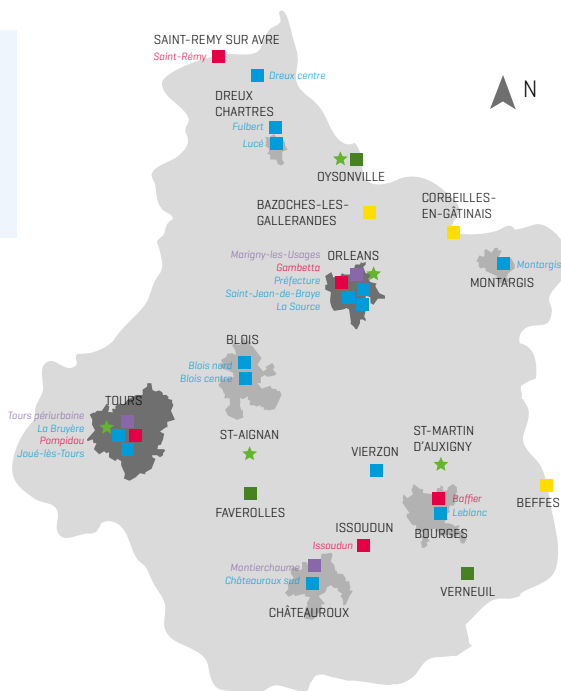 SAINT-REMY SUR AVRE
Saint-Rémy
Dreux centre
N
DREUX
CHARTRES
Fulbert
Lucé
OYSONVILLE
BAZOCHES-LES-
GALLERANDES
CORBEILLES-
EN-GÂTINAIS
ORLEANS
Marigny-les-Usages
Gambetta
Préfecture
Saint-Jean-de-Braye
La Source
Montargis
MONTARGIS
BLOIS
Blois nord
Blois centre
TOURS
Tours périurbaine
La Bruyère
Pompidou
Joué-lès-Tours
ST-AIGNAN
FAVEROLLES
VIERZON
ST-MARTIN
D'AUXIGNY
Baffier
Leblanc
BOURGES
BEFFES
ISSOUDUN
Issoudun
Montierchaume
Châteauroux sud
CHÂTEAUROUX
VERNEUIL